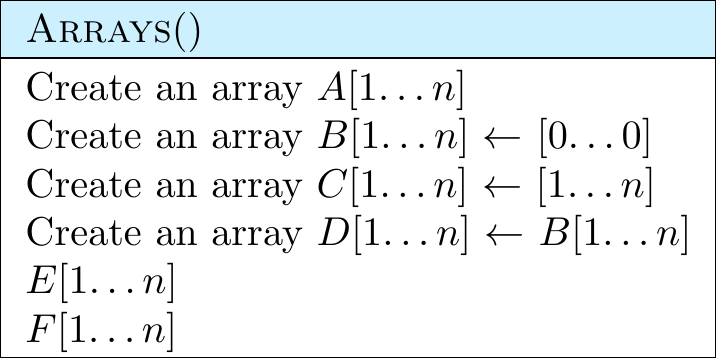 ARRAYS()
Create an array A[1…n]
Create an array B[1…n] ← [0…0]
Create an array C[1…n] ← [1…n]
Create an array D[1…n] ← B[1…n]
E[1…n]
F[1…n]